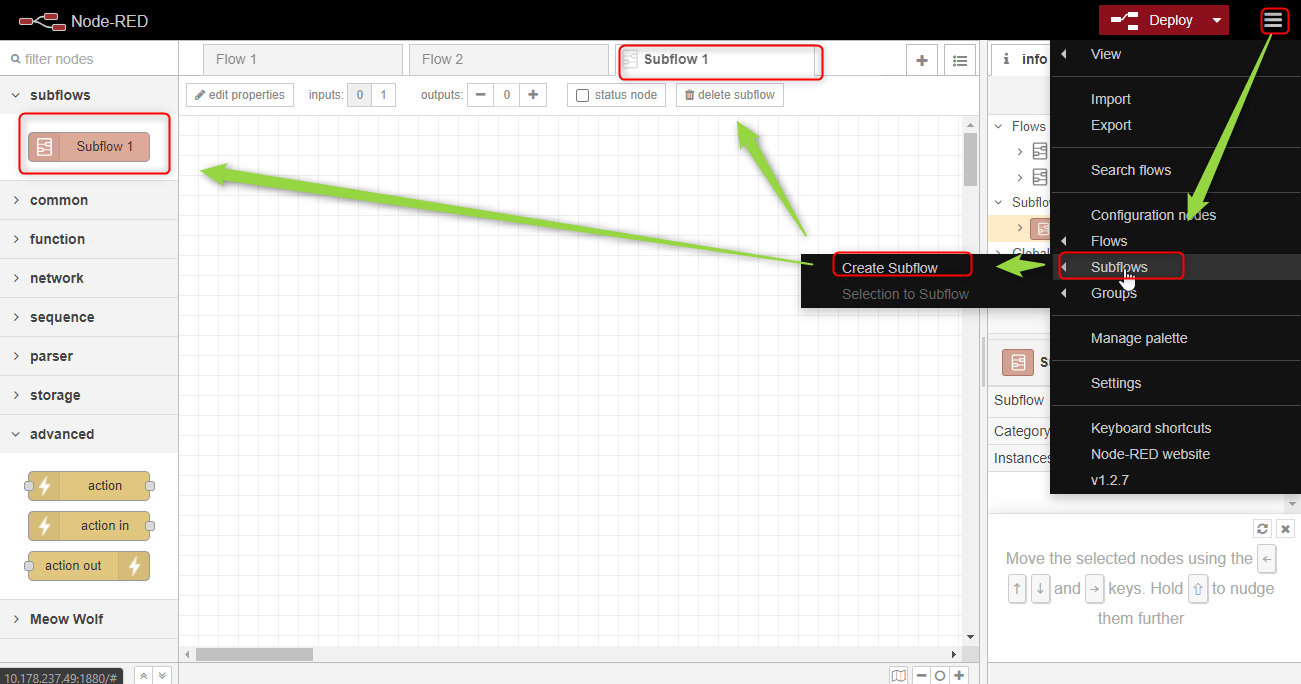 Node-RED
Deploy
filter nodes
Flow 1
Flow 2
Subflow 1
info
subflows
edit properties
inputs: 0 1
outputs: 0
status node
delete subflow
Subflow 1
common
function
network
sequence
parser
storage
advanced
action
action in
action out
Meow Wolf
10.178.237.49:1880/#
Create Subflow
Selection to Subflow
View
Import
Export
Search flows
Configuration nodes
Flows
Subflows
Groups
Manage palette
Settings
Keyboard shortcuts
Node-RED website
v1.2.7
Flows
Subflo
Global
S
Subflow
Category
Instances
Move the selected nodes using the ←
↑ ↓ and → keys. Hold ⇧ to nudge
them further